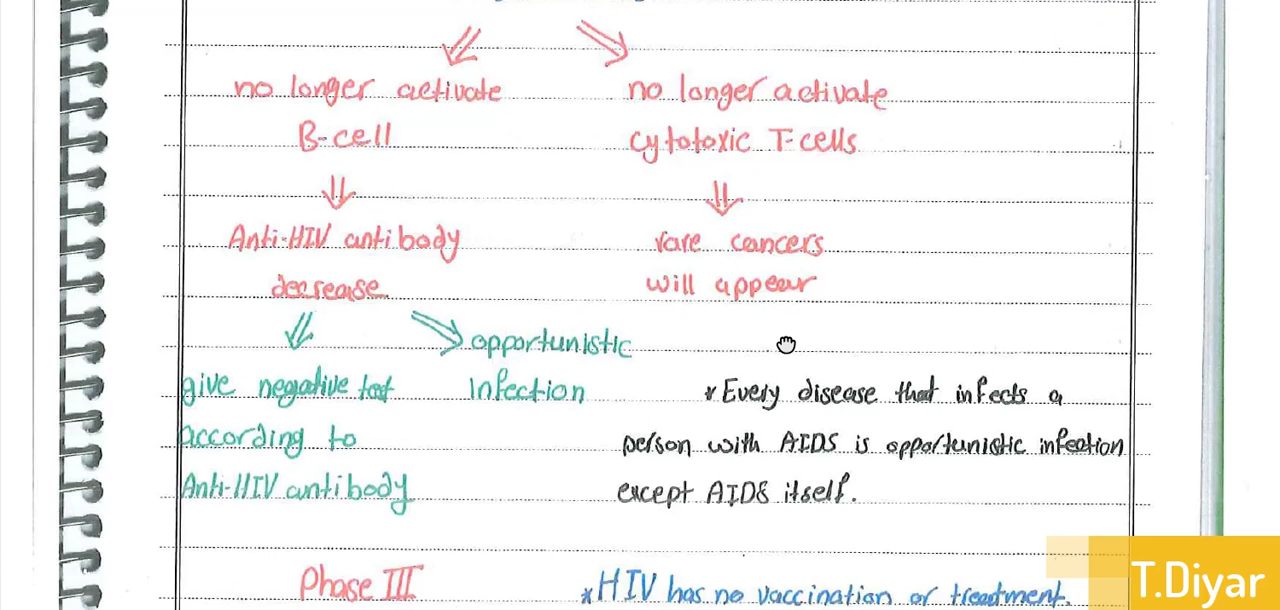 no longer activate
B-cell
Anti-HIV antibody
decrease
give negative test
according to
Anti-HIV antibody
opportunistic
infection
no longer activate
cytotoxic T-cells
rare cancers
will appear
* Every disease that infects a
person with AIDS is opportunistic infection
except AIDS itself.
Phase III
* HIV has no vaccination or treatment.
T.Diyar